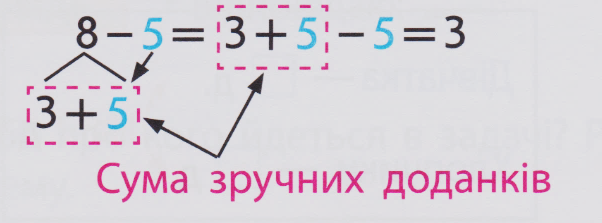 8 – 5 = 3 + 5 – 5 = 3
3 + 5
Сума зручних доданків